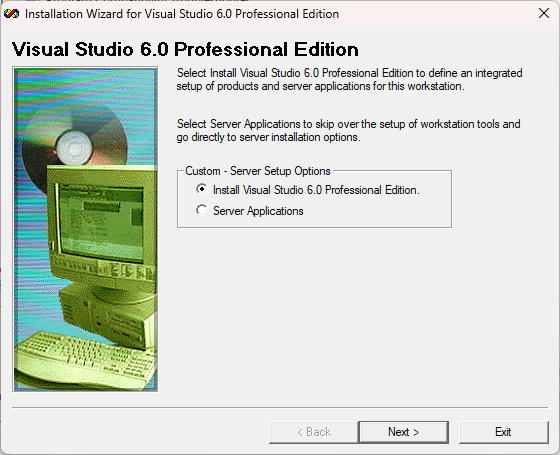 Installation Wizard for Visual Studio 6.0 Professional Edition
Visual Studio 6.0 Professional Edition
Select Install Visual Studio 6.0 Professional Edition to define an integrated
setup of products and server applications for this workstation.
Select Server Applications to skip over the setup of workstation tools and
go directly to server installation options.
Custom - Server Setup Options
Install Visual Studio 6.0 Professional Edition.
Server Applications
< Back
Next >
Exit